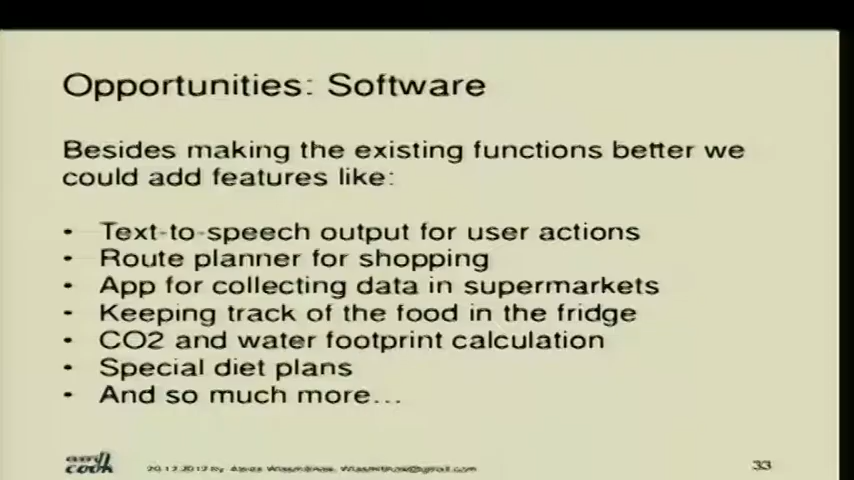 Opportunities: Software
Besides making the existing functions better we
could add features like:
• Text-to-speech output for user actions
• Route planner for shopping
• App for collecting data in supermarkets
• Keeping track of the food in the fridge
• CO2 and water footprint calculation
• Special diet plans
• And so much more…
cook
by
33